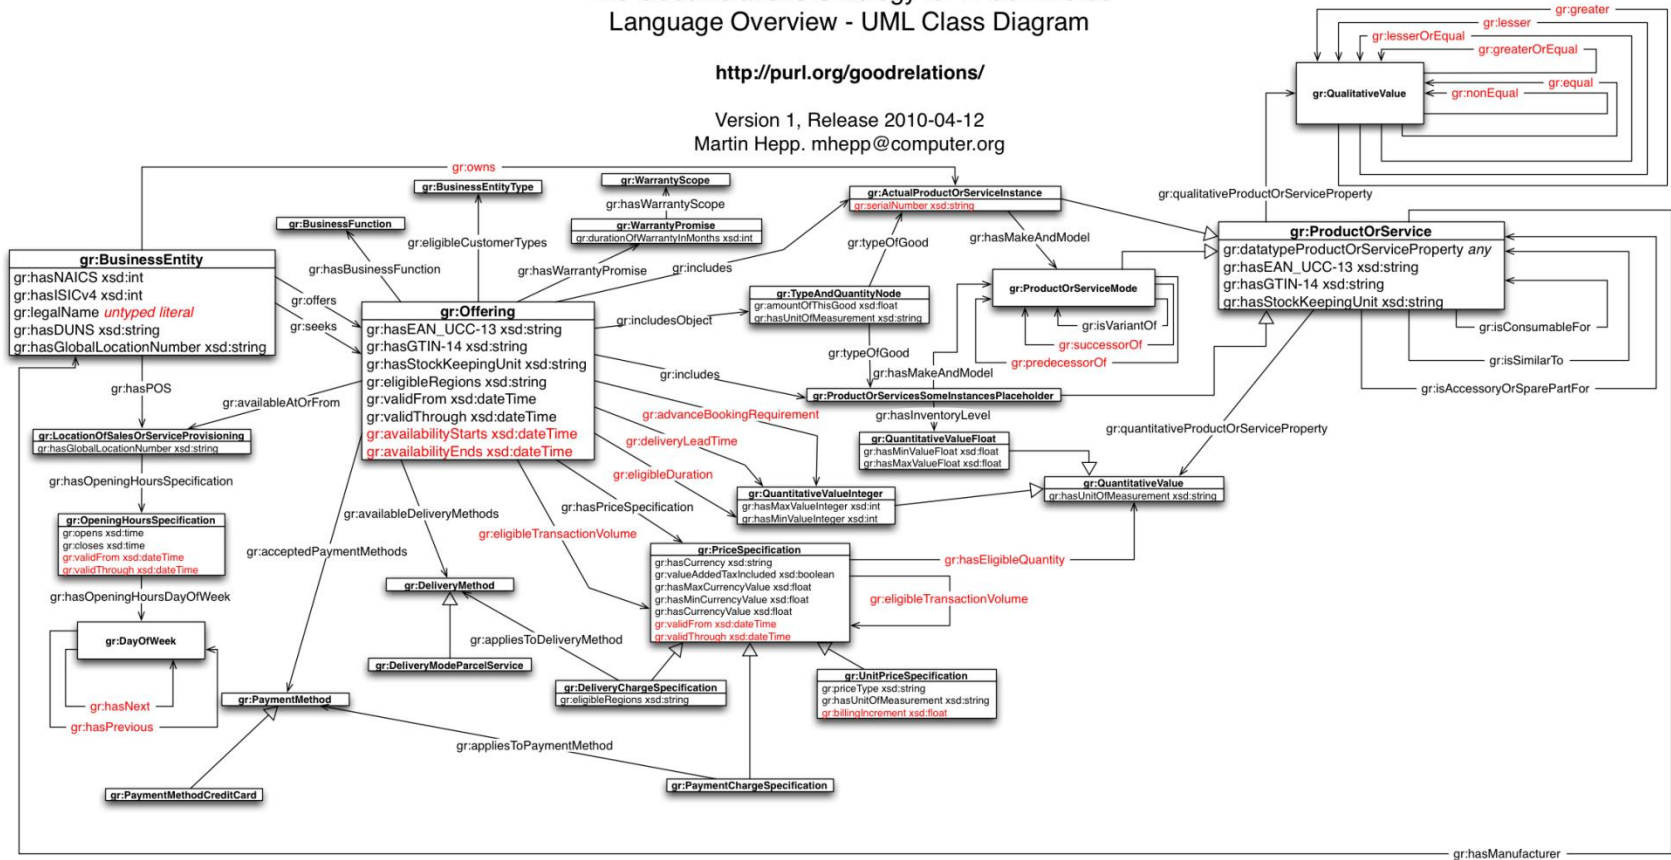 Language Overview - UML Class Diagram
http://purl.org/goodrelations/
Version 1, Release 2010-04-12
Martin Hepp. mhepp@computer.org
gr:greater
gr:lesser
gr:lesserOrEqual
gr:greaterOrEqual
gr:equal
gr:nonEqual
gr:QualitativeValue
gr:owns
gr:BusinessEntityType
gr:WarrantyScope
gr:hasWarrantyScope
gr:ActualProductOrServiceInstance
gr:serialNumber xsd:string
gr:qualitativeProductOrServiceProperty
gr:BusinessFunction
gr:WarrantyPromise
gr:durationOfWarrantyInMonths xsd:int
gr:eligibleCustomerTypes
gr:typeOfGood
gr:hasMakeAndModel
gr:ProductOrService
gr:datatypeProductOrServiceProperty any
gr:hasEAN_UCC-13 xsd:string
gr:hasGTIN-14 xsd:string
gr:hasStockKeepingUnit xsd:string
gr:BusinessEntity
gr:hasNAICS xsd:int
gr:hasISICv4 xsd:int
gr:legalName untyped literal
gr:hasDUNS xsd:string
gr:hasGlobalLocationNumber xsd:string
gr:hasBusinessFunction
gr:hasWarrantyPromise
gr:includes
gr:offers
gr:seeks
gr:Offering
gr:hasEAN_UCC-13 xsd:string
gr:hasGTIN-14 xsd:string
gr:hasStockKeepingUnit xsd:string
gr:eligibleRegions xsd:string
gr:validFrom xsd:dateTime
gr:validThrough xsd:dateTime
gr:availabilityStarts xsd:dateTime
gr:availabilityEnds xsd:dateTime
gr:includesObject
gr:TypeAndQuantityNode
gr:amountOfThisGood xsd:float
gr:hasUnitOfMeasurement xsd:string
gr:ProductOrServiceMode
gr:isVariantOf
gr:successorOf
gr:predecessorOf
gr:isConsumableFor
gr:isSimilarTo
gr:isAccessoryOrSparePartFor
gr:typeOfGood
gr:hasMakeAndModel
gr:includes
gr:ProductOrServicesSomeInstancesPlaceholder
gr:hasPOS
gr:availableAtOrFrom
gr:advanceBookingRequirement
gr:hasInventoryLevel
gr:quantitativeProductOrServiceProperty
gr:LocationOfSalesOrServiceProvisioning
gr:hasGlobalLocationNumber xsd:string
gr:deliveryLeadTime
gr:QuantitativeValueFloat
gr:hasMinValueFloat xsd:float
gr:hasMaxValueFloat xsd:float
gr:hasOpeningHoursSpecification
gr:eligibleDuration
gr:QuantitativeValue
gr:hasUnitOfMeasurement xsd:string
gr:QuantitativeValueInteger
gr:hasMaxValueInteger xsd:int
gr:hasMinValueInteger xsd:int
gr:OpeningHoursSpecification
gr:opens xsd:time
gr:closes xsd:time
gr:validFrom xsd:dateTime
gr:validThrough xsd:dateTime
gr:availableDeliveryMethods
gr:hasPriceSpecification
gr:eligibleTransactionVolume
gr:acceptedPaymentMethods
gr:PriceSpecification
gr:hasCurrency xsd:string
gr:valueAddedTaxIncluded xsd:boolean
gr:hasMaxCurrencyValue xsd:float
gr:hasMinCurrencyValue xsd:float
gr:hasCurrencyValue xsd:float
gr:validFrom xsd:dateTime
gr:validThrough xsd:dateTime
gr:hasEligibleQuantity
gr:eligibleTransactionVolume
gr:hasOpeningHoursDayOfWeek
gr:DeliveryMethod
gr:DayOfWeek
gr:appliesToDeliveryMethod
gr:DeliveryModeParcelService
gr:UnitPriceSpecification
gr:priceType xsd:string
gr:hasUnitOfMeasurement xsd:string
gr:billingIncrement xsd:float
gr:DeliveryChargeSpecification
gr:eligibleRegions xsd:string
gr:PaymentMethod
gr:hasNext
gr:hasPrevious
gr:appliesToPaymentMethod
gr:PaymentMethodCreditCard
gr:PaymentChargeSpecification
gr:hasManufacturer